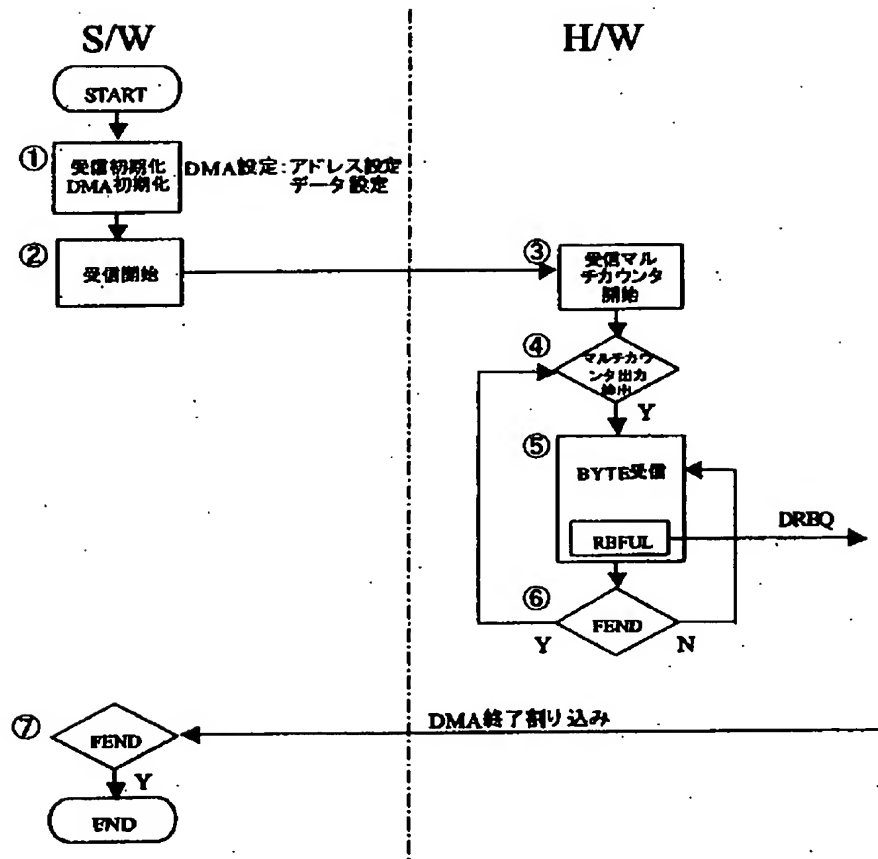 S/W
H/W
START
①
受信初期化
DMA初期化
DMA設定:アドレス設定
データ設定
②
受信開始
③
受信マル
チカウンタ
開始
④
マルチカウ
ンタ出力
検出
Y
⑤
BYTE受信
RBFUL
DREQ
⑥
FEND
Y
N
DMA終了割り込み
⑦
FEND
Y
END